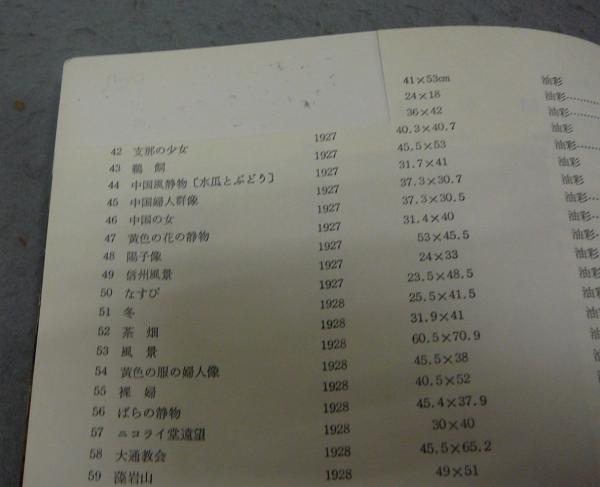 41×53cm 油彩
24×18 油彩………
36×42 油彩………
42 支那の少女 1927 40.3×40.7 油彩
43 鵜 飼 1927 45.5×53 油彩……
44 中国風静物〔水瓜とぶどう〕 1927 31.7×41 油彩
45 中国婦人群像 1927 37.3×30.7 油彩
46 中国の女 1927 37.3×30.5 油彩…
47 黄色の花の静物 1927 31.4×40 油彩…
48 陽子像 1927 53×45.5 油彩…
49 信州風景 1927 24×33 油彩
50 なすび 1927 23.5×48.5 油彩
51 冬 1928 25.5×41.5 油彩
52 茶 畑 1928 31.9×41 油
53 風 景 1928 60.5×70.9 油
54 黄色の服の婦人像 1928 45.5×38 油
55 裸 婦 1928 40.5×52
56 ばらの静物 1928 45.4×37.9
57 ニコライ堂遠望 1928 30×40
58 大通教会 1928 45.5×65.2
59 藻岩山 1928 49×51